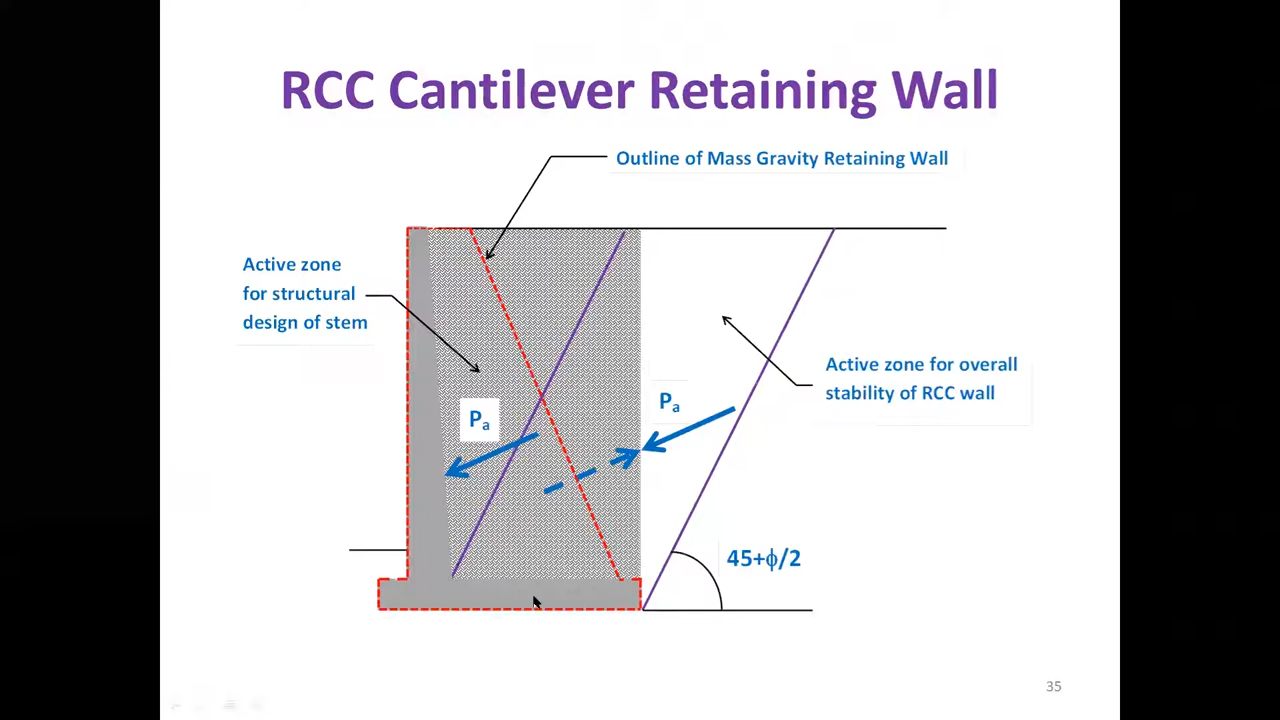 RCC Cantilever Retaining Wall
Outline of Mass Gravity Retaining Wall
Active zone
for structural
design of stem
Active zone for overall
stability of RCC wall
Pa
Pa
45+ϕ/2
35